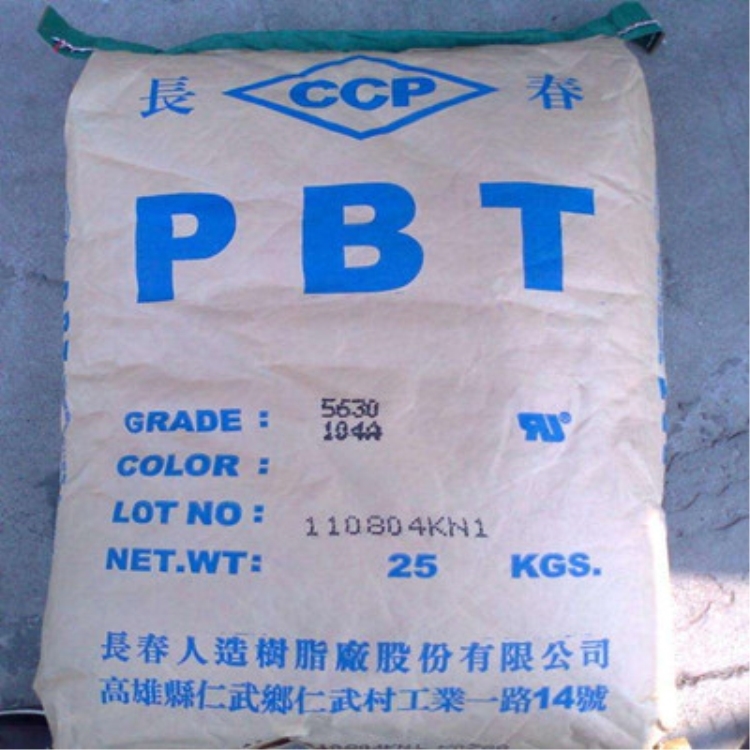 長 CCP 春
PBT
GRADE : 5630
104A
COLOR :
LOT NO : 110804KN1
NET.WT: 25 KGS.
長春人造樹脂廠股份有限公司
高雄縣仁武鄉仁武村工業一路14號